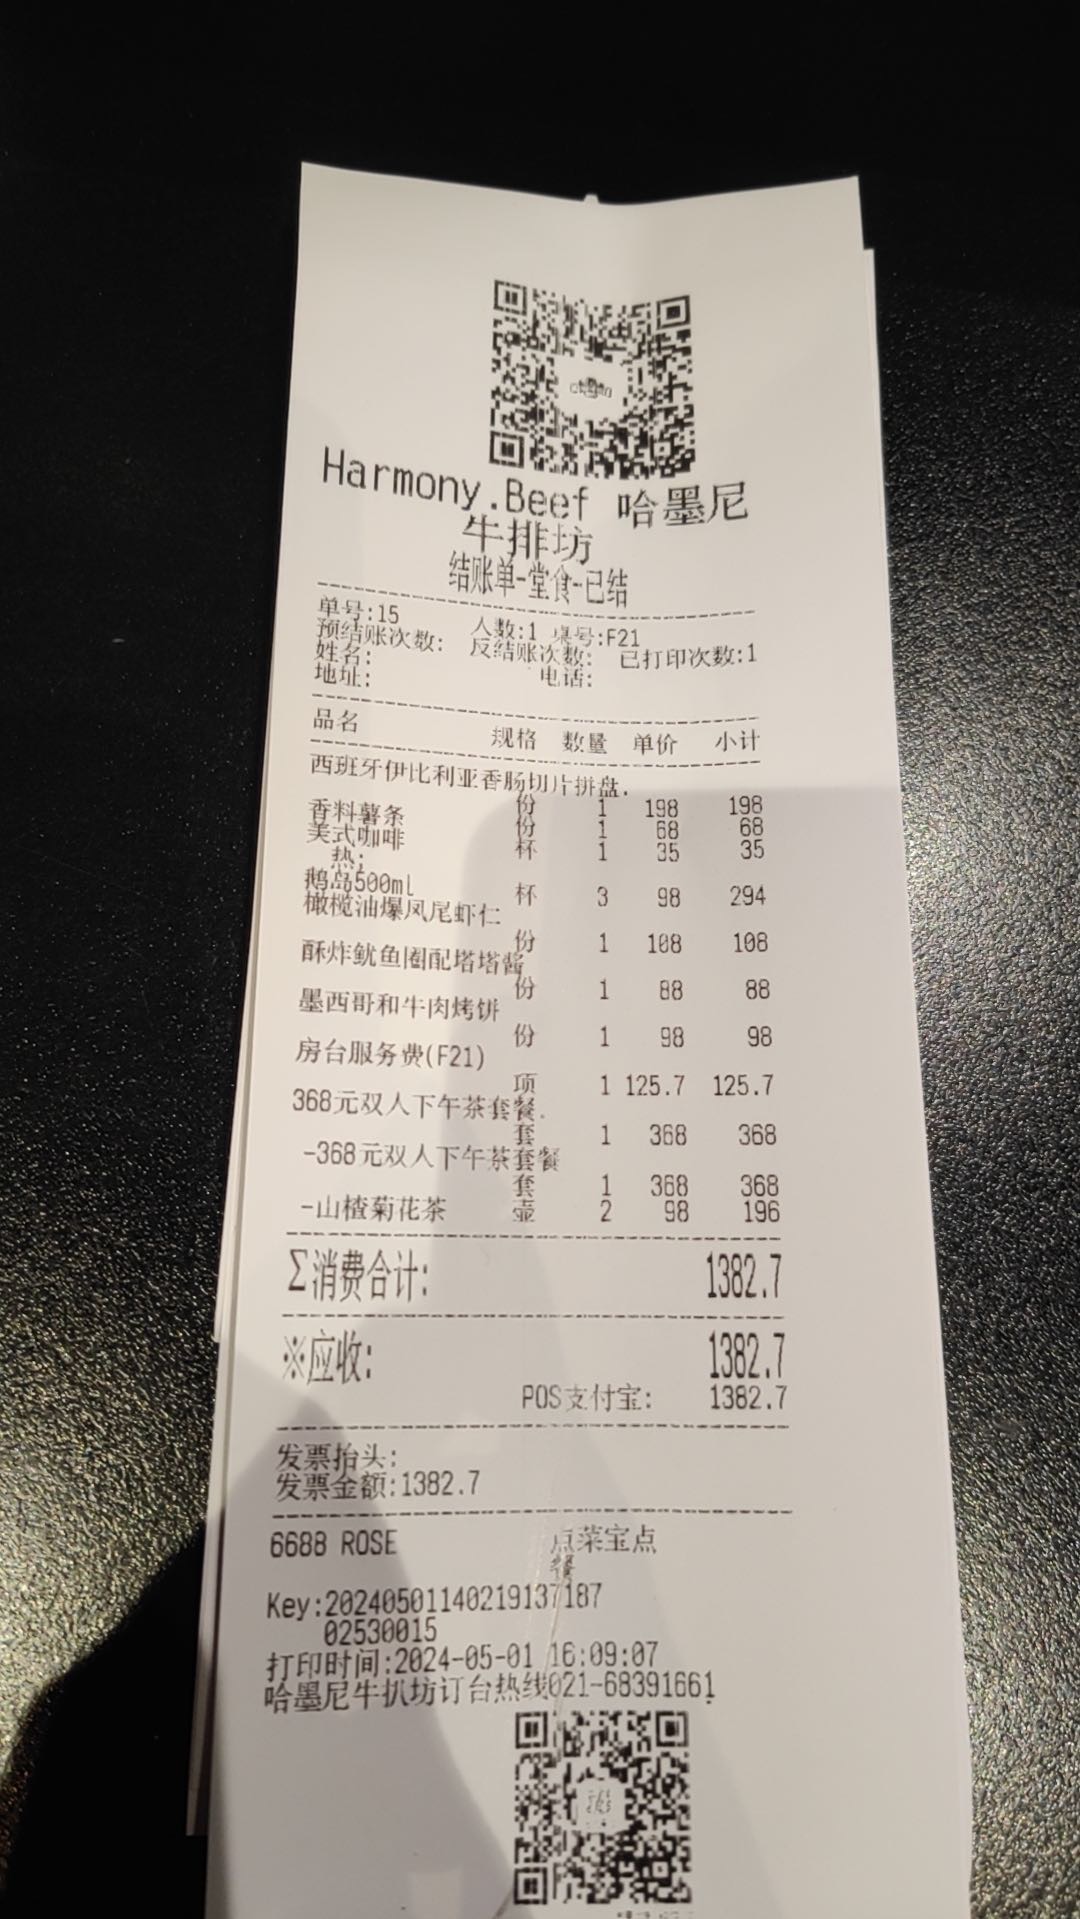 Harmony.Beef 哈墨尼
牛排坊
结账单-堂食-已结
单号:15 人数:1 桌号:F21
预结账次数: 反结账次数: 已打印次数:1
姓名: 电话:
地址:
品名 规格 数量 单价 小计
西班牙伊比利亚香肠切片拼盘.
份 1 198 198
香料薯条 份 1 68 68
美式咖啡 杯 1 35 35
热;
鹅岛500ml 杯 3 98 294
橄榄油爆凤尾虾仁
份 1 108 108
酥炸鱿鱼圈配塔塔酱
份 1 88 88
墨西哥和牛肉烤饼
份 1 98 98
房台服务费(F21)
项 1 125.7 125.7
368元双人下午茶套餐.
套 1 368 368
-368元双人下午茶套餐
套 1 368 368
-山楂菊花茶 壶 2 98 196
Σ消费合计: 1382.7
※应收: 1382.7
POS支付宝: 1382.7
发票抬头:
发票金额:1382.7
6688 ROSE 点菜宝点
餐
Key:20240501140219137187
02530015
打印时间:2024-05-01 16:09:07
哈墨尼牛扒坊订台热线021-68391661